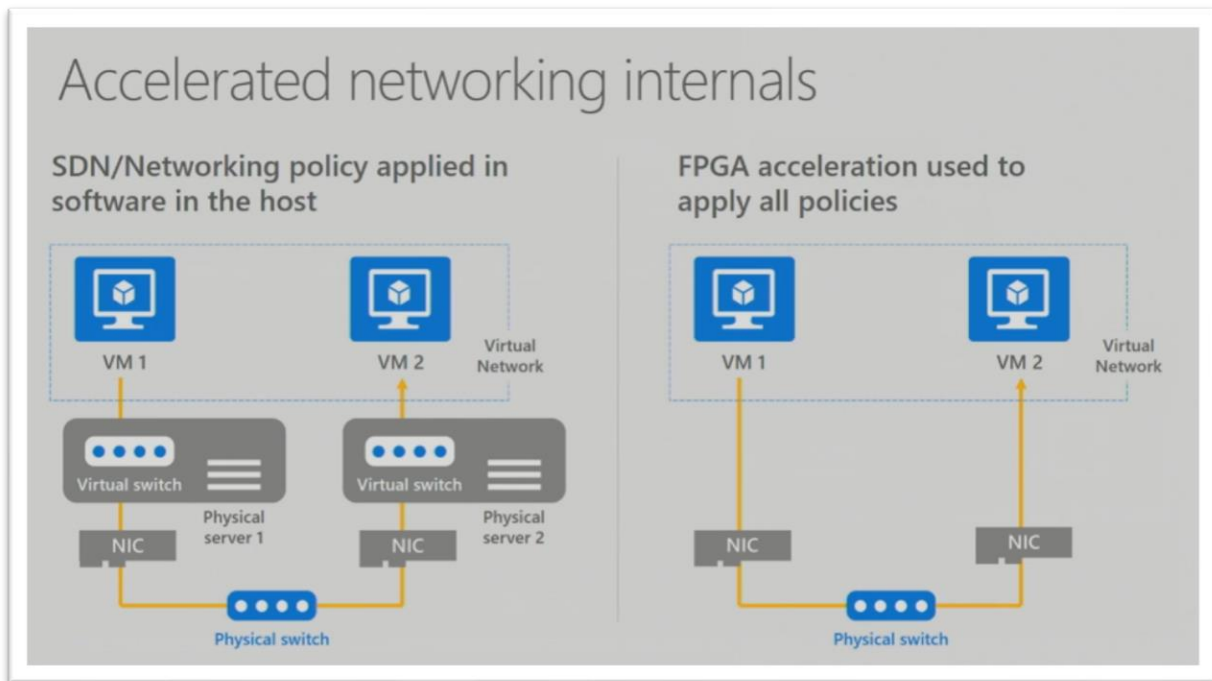 Accelerated networking internals
SDN/Networking policy applied in
software in the host
VM 1
VM 2
Virtual
Network
Virtual switch
Physical
server 1
Virtual switch
Physical
server 2
NIC
NIC
Physical switch
FPGA acceleration used to
apply all policies
VM 1
VM 2
Virtual
Network
NIC
NIC
Physical switch